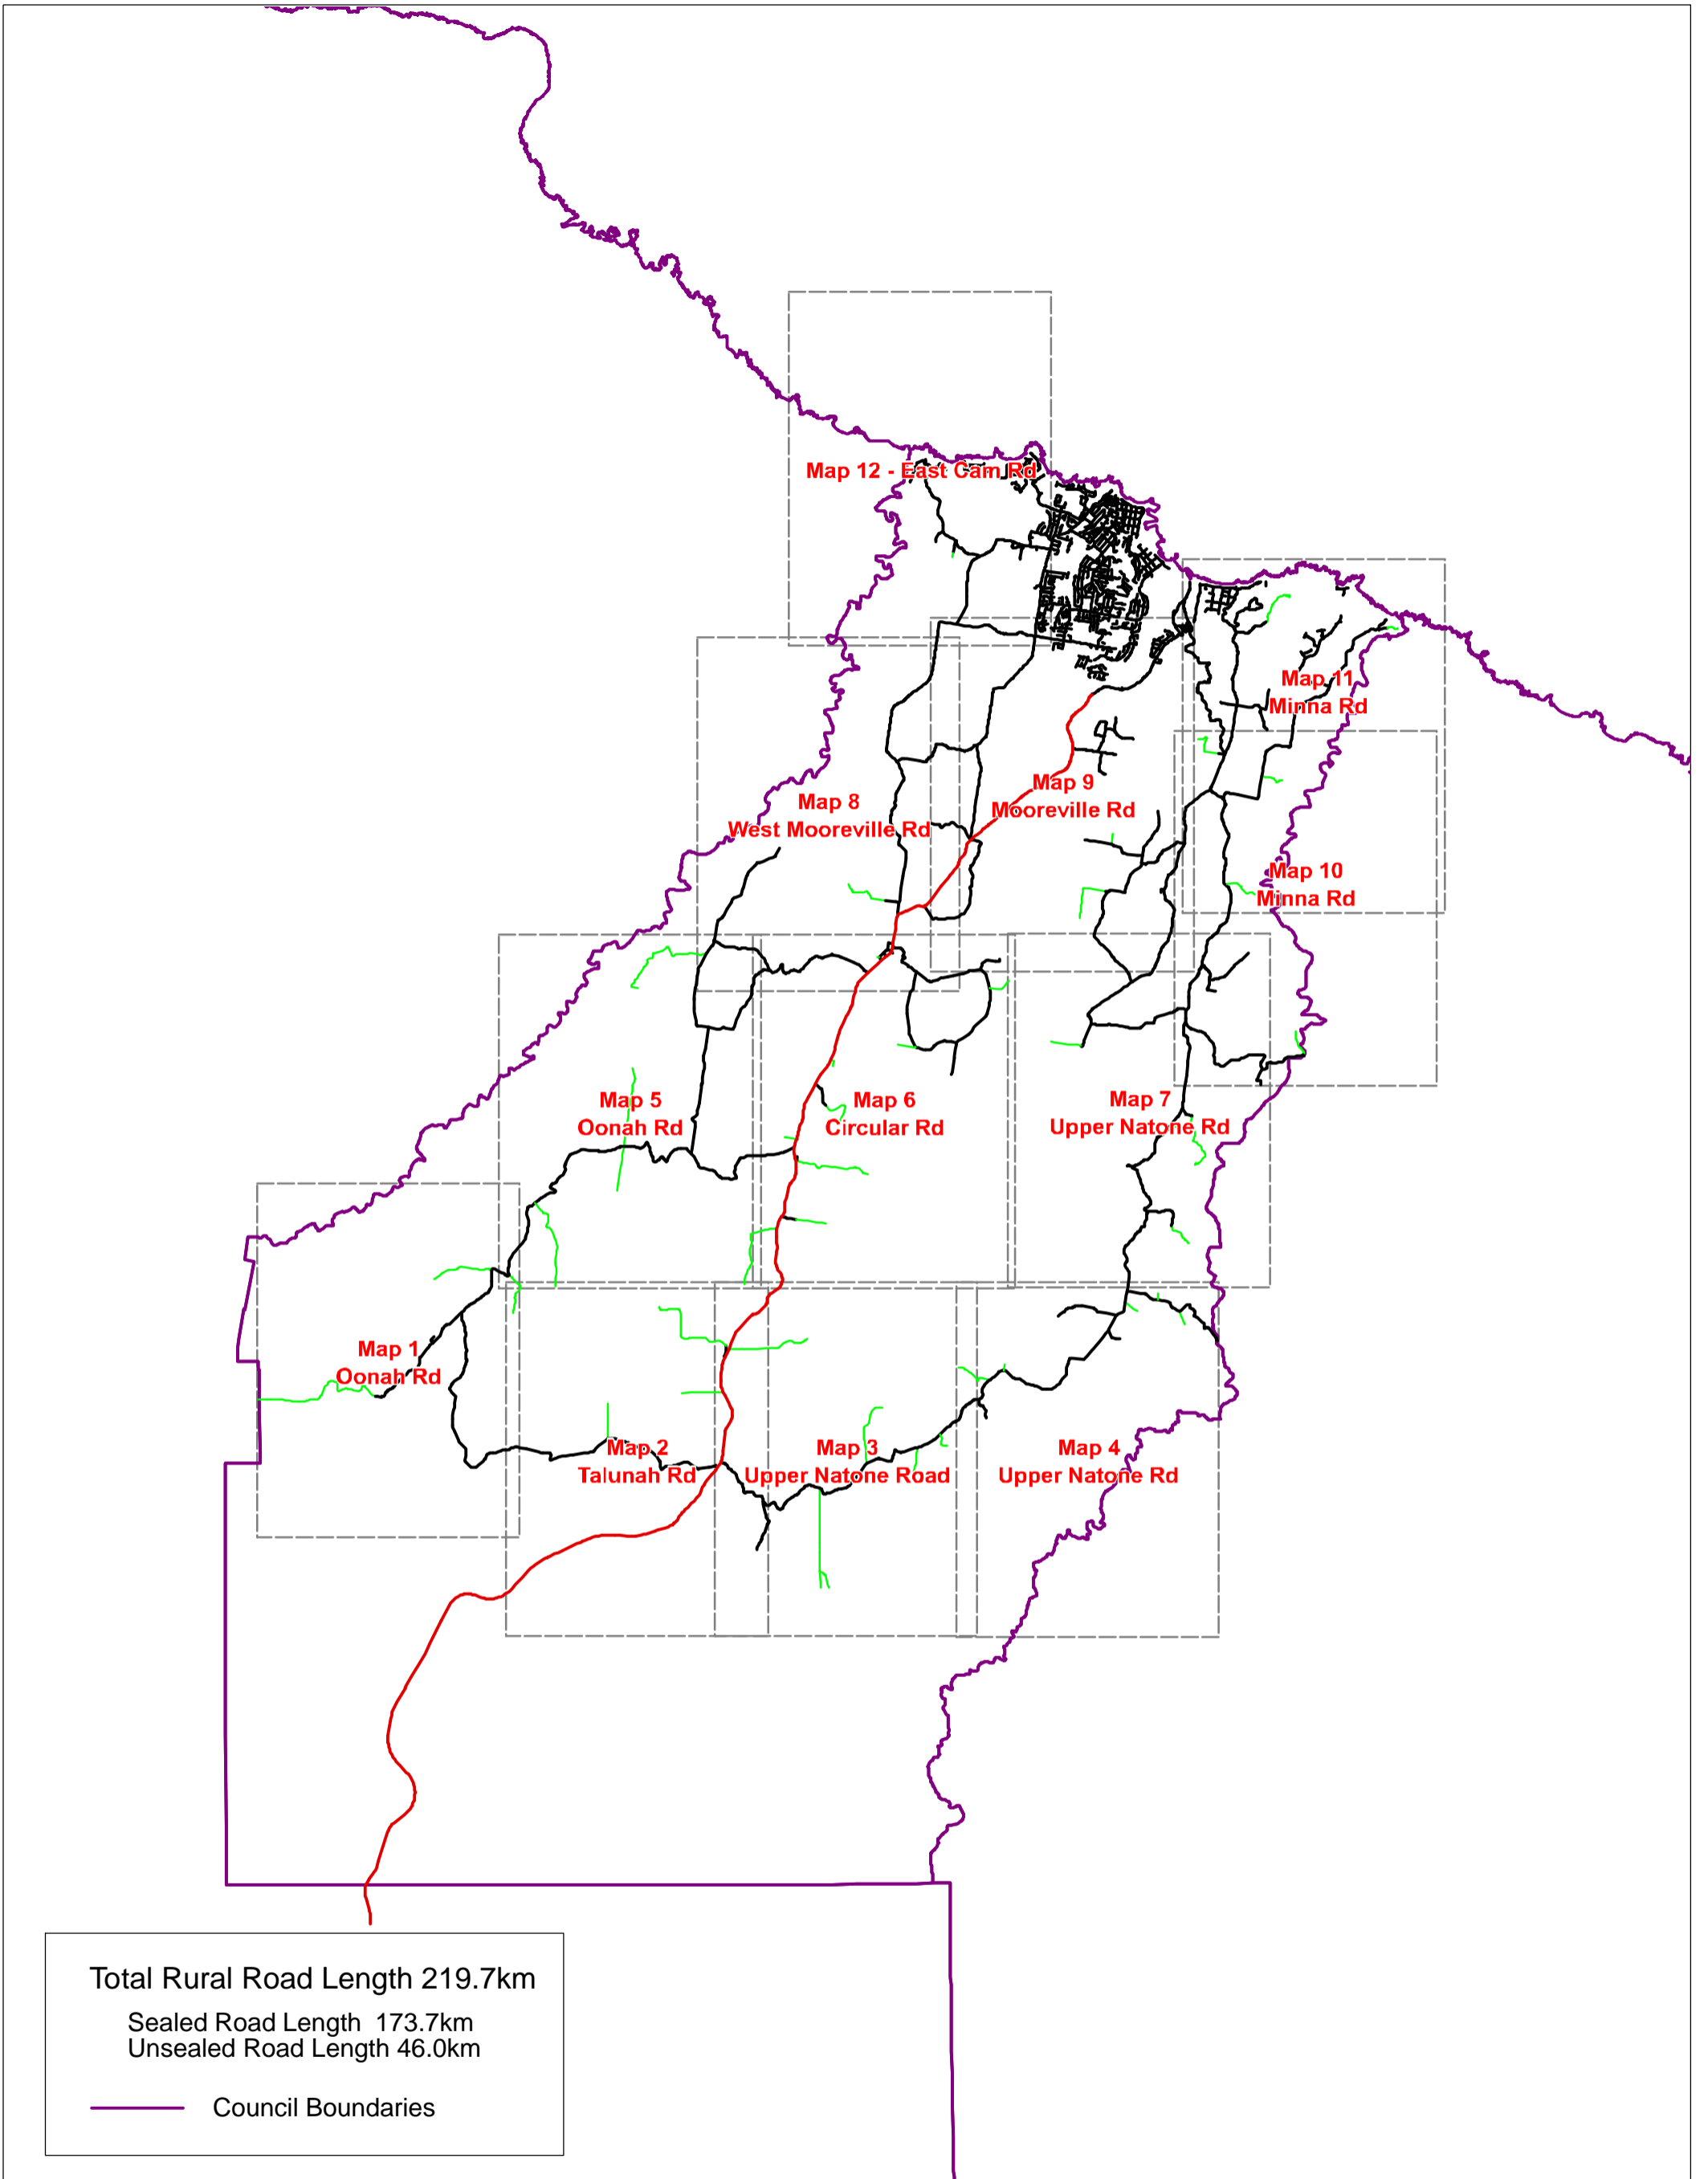 Map 12 - East Cam Rd
Map 11
Minna Rd
Map 9
Mooreville Rd
Map 8
West Mooreville Rd
Map 10
Minna Rd
Map 5
Oonah Rd
Map 6
Circular Rd
Map 7
Upper Natone Rd
Map 1
Oonah Rd
Map 2
Talunah Rd
Map 3
Upper Natone Road
Map 4
Upper Natone Rd
Total Rural Road Length 219.7km
Sealed Road Length 173.7km
Unsealed Road Length 46.0km
Council Boundaries